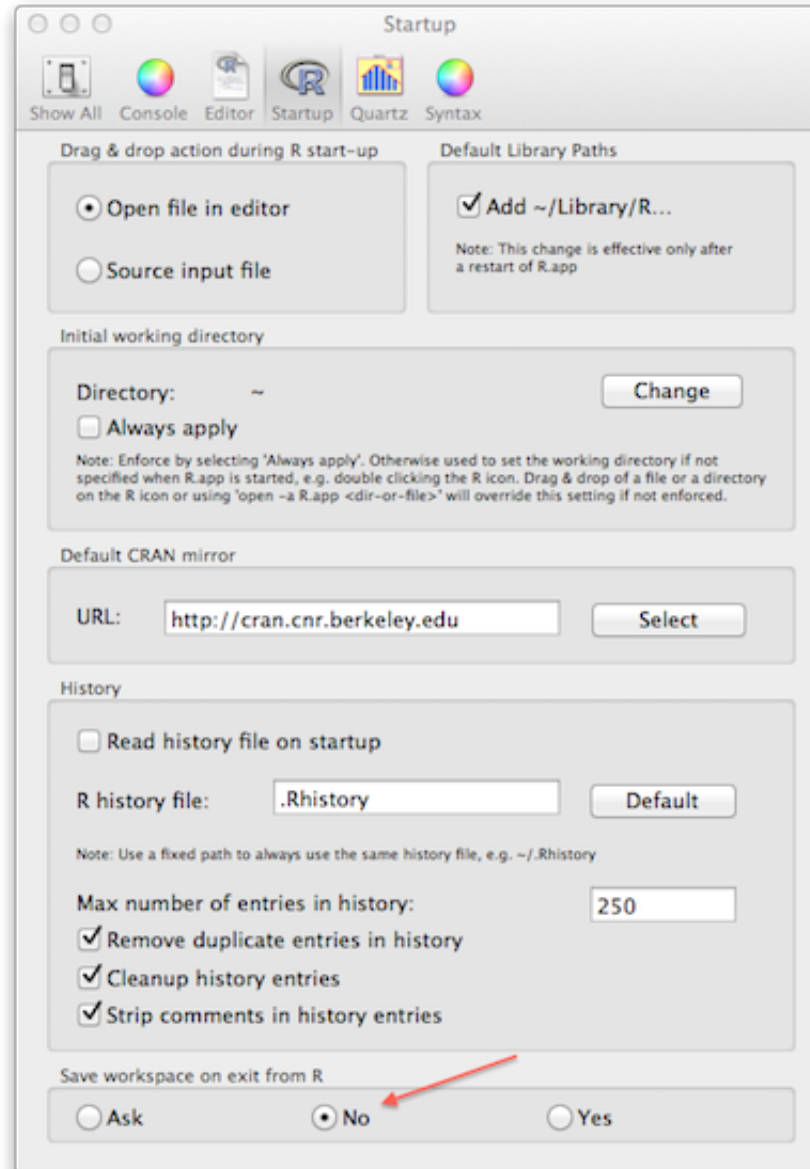 Startup
Show All Console Editor Startup Quartz Syntax
Drag & drop action during R start-up
Open file in editor
Source input file
Default Library Paths
Add ~/Library/R...
Note: This change is effective only after
a restart of R.app
Initial working directory
Directory: ~
Change
Always apply
Note: Enforce by selecting 'Always apply'. Otherwise used to set the working directory if not
specified when R.app is started, e.g. double clicking the R icon. Drag & drop of a file or a directory
on the R icon or using 'open -a R.app <dir-or-file>' will override this setting if not enforced.
Default CRAN mirror
URL: http://cran.cnr.berkeley.edu Select
History
Read history file on startup
R history file: .Rhistory Default
Note: Use a fixed path to always use the same history file, e.g. ~/.Rhistory
Max number of entries in history: 250
Remove duplicate entries in history
Cleanup history entries
Strip comments in history entries
Save workspace on exit from R
Ask No Yes